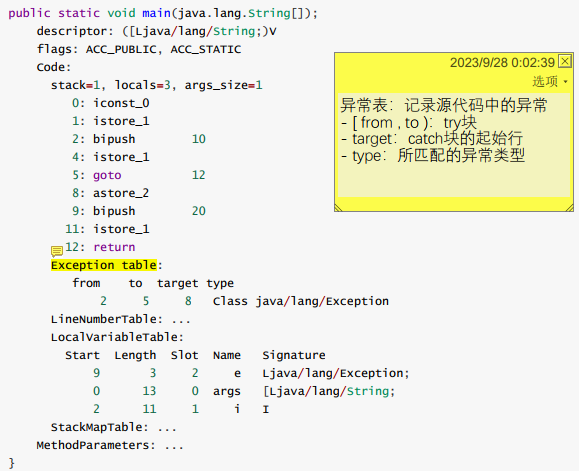 public static void main(java.lang.String[]);
descriptor: ([Ljava/lang/String;)V
flags: ACC_PUBLIC, ACC_STATIC
Code:
stack=1, locals=3, args_size=1
0: iconst_0
1: istore_1
2: bipush 10
4: istore_1
5: goto 12
8: astore_2
9: bipush 20
11: istore_1
12: return
Exception table:
from to target type
2 5 8 Class java/lang/Exception
LineNumberTable: ...
LocalVariableTable:
Start Length Slot Name Signature
9 3 2 e Ljava/lang/Exception;
0 13 0 args [Ljava/lang/String;
2 11 1 i I
StackMapTable: ...
MethodParameters: ...
}
2023/9/28 0:02:39
选项
异常表：记录源代码中的异常
- [ from , to )：try块
- target：catch块的起始行
- type：所匹配的异常类型